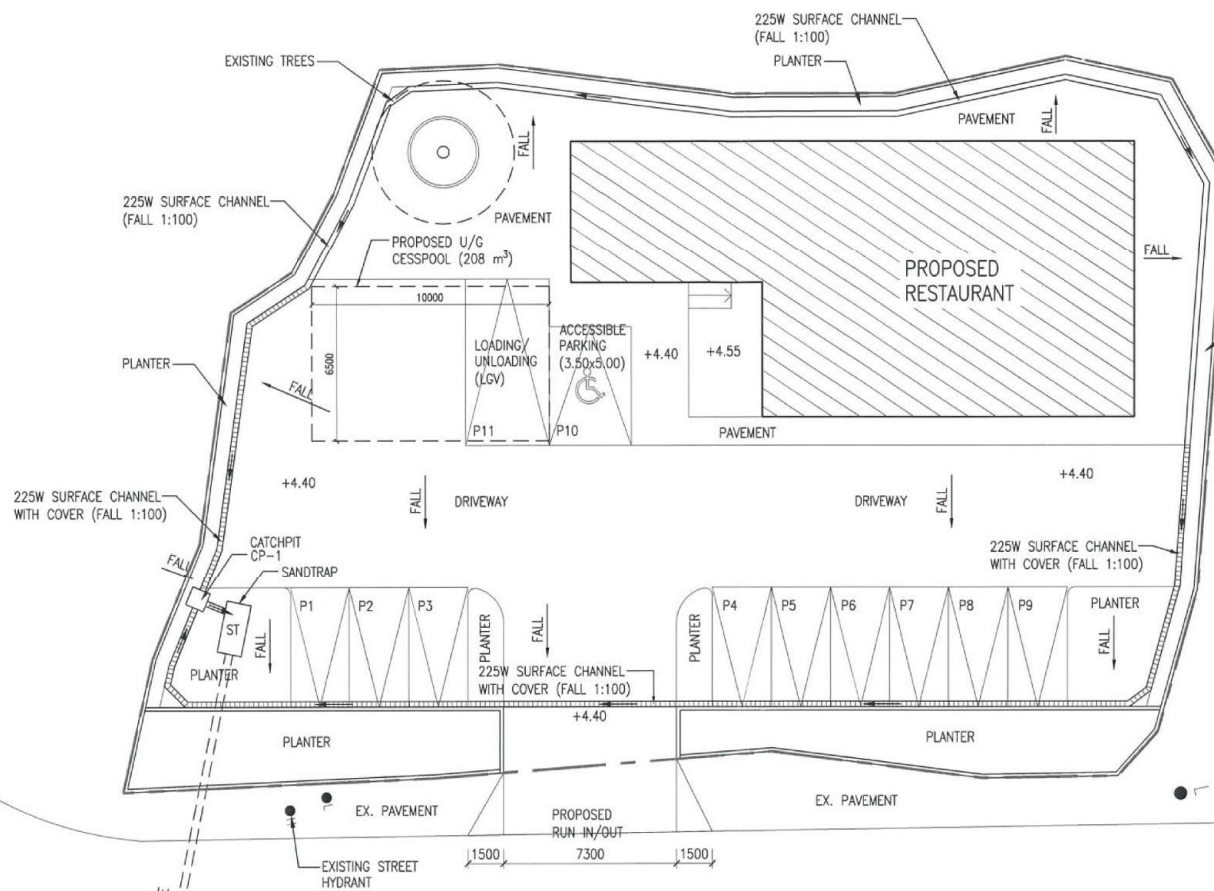 225W SURFACE CHANNEL
(FALL 1:100)
PLANTER
EXISTING TREES
PAVEMENT
FALL
FALL
225W SURFACE CHANNEL
(FALL 1:100)
PAVEMENT
PROPOSED U/G
CESSPOOL (208 m³)
FALL
PROPOSED
RESTAURANT
10000
6500
LOADING/
UNLOADING
(LGV)
ACCESSIBLE
PARKING
(3.50x5.00)
+4.40
+4.55
PLANTER
FALL
P11
P10
PAVEMENT
+4.40
+4.40
225W SURFACE CHANNEL
WITH COVER (FALL 1:100)
FALL
DRIVEWAY
DRIVEWAY
FALL
CATCHPIT
CP-1
FALL
SANDTRAP
225W SURFACE CHANNEL
WITH COVER (FALL 1:100)
ST
P1
P2
P3
P4
P5
P6
P7
P8
P9
PLANTER
FALL
PLANTER
FALL
PLANTER
FALL
PLANTER
225W SURFACE CHANNEL
WITH COVER (FALL 1:100)
+4.40
PLANTER
PLANTER
EX. PAVEMENT
EX. PAVEMENT
PROPOSED
RUN IN/OUT
1500
7300
1500
EXISTING STREET
HYDRANT